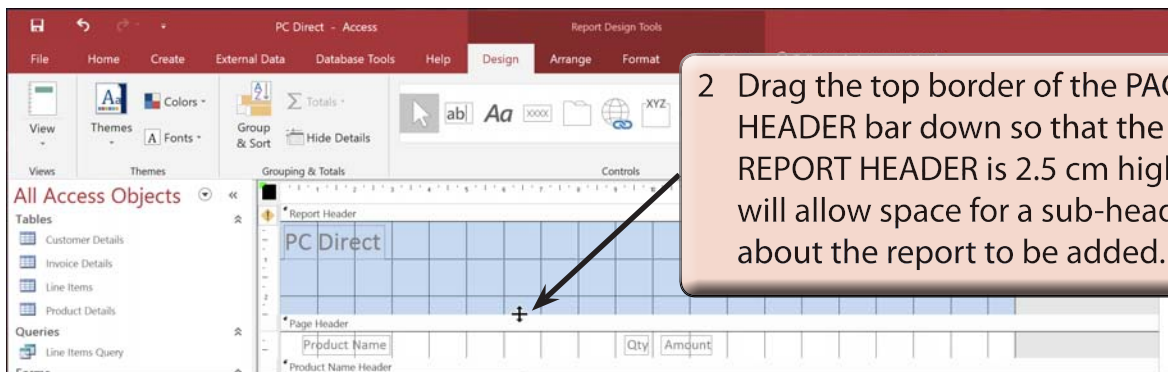 PC Direct - Access
Report Design Tools
File Home Create External Data Database Tools Help Design Arrange Format
View
Themes
Colors
Fonts
Group & Sort
Totals
Hide Details
ab|
Aa
XYZ
Views Themes Grouping & Totals Controls
All Access Objects
Tables
Customer Details
Invoice Details
Line Items
Product Details
Queries
Line Items Query
Report Header
PC Direct
Page Header
Product Name Qty Amount
Product Name Header
2 Drag the top border of the
HEADER bar down so that the
REPORT HEADER is 2.5 cm
will allow space for a
about the report to be added.